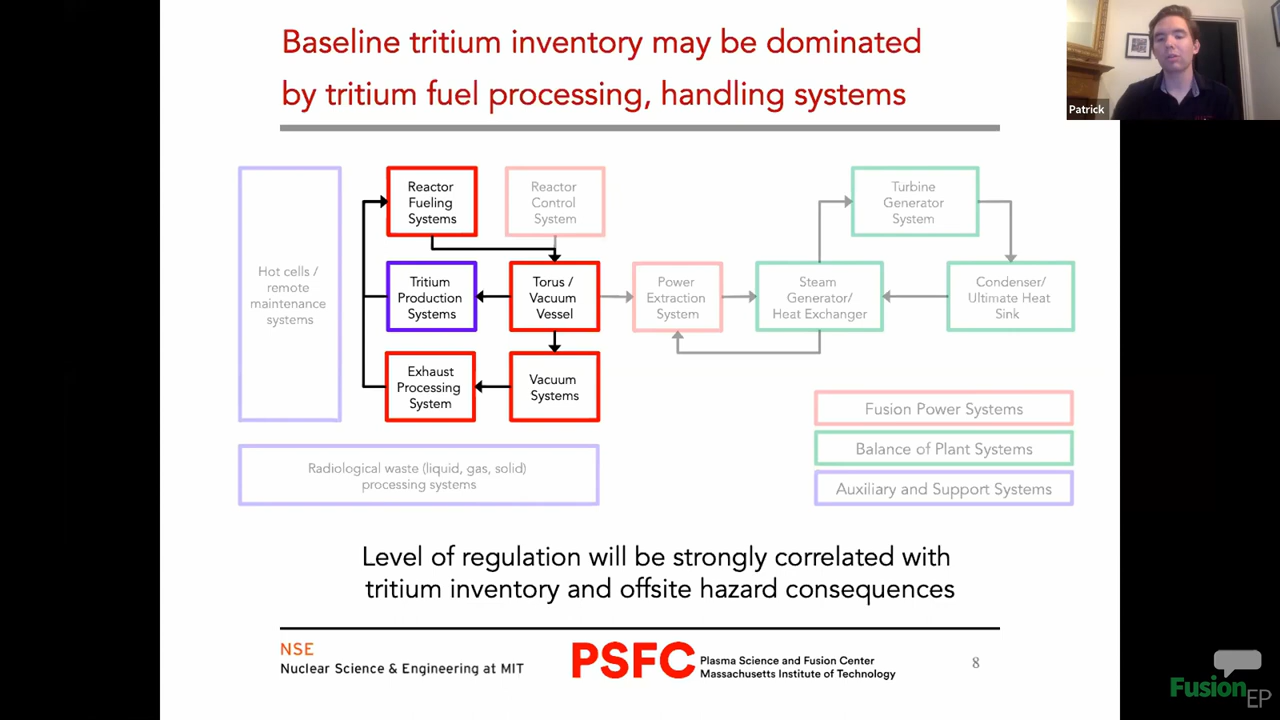 Baseline tritium inventory may be dominated
by tritium fuel processing, handling systems
Patrick
Hot cells /
remote
maintenance
systems
Reactor
Fueling
Systems
Reactor
Control
System
Turbine
Generator
System
Tritium
Production
Systems
Torus /
Vacuum
Vessel
Power
Extraction
System
Steam
Generator/
Heat Exchanger
Condenser/
Ultimate Heat
Sink
Exhaust
Processing
System
Vacuum
Systems
Fusion Power Systems
Balance of Plant Systems
Auxiliary and Support Systems
Radiological waste (liquid, gas, solid)
processing systems
Level of regulation will be strongly correlated with
tritium inventory and offsite hazard consequences
NSE
Nuclear Science & Engineering at MIT
PSFC
Plasma Science and Fusion Center
Massachusetts Institute of Technology
8
Fusion EP